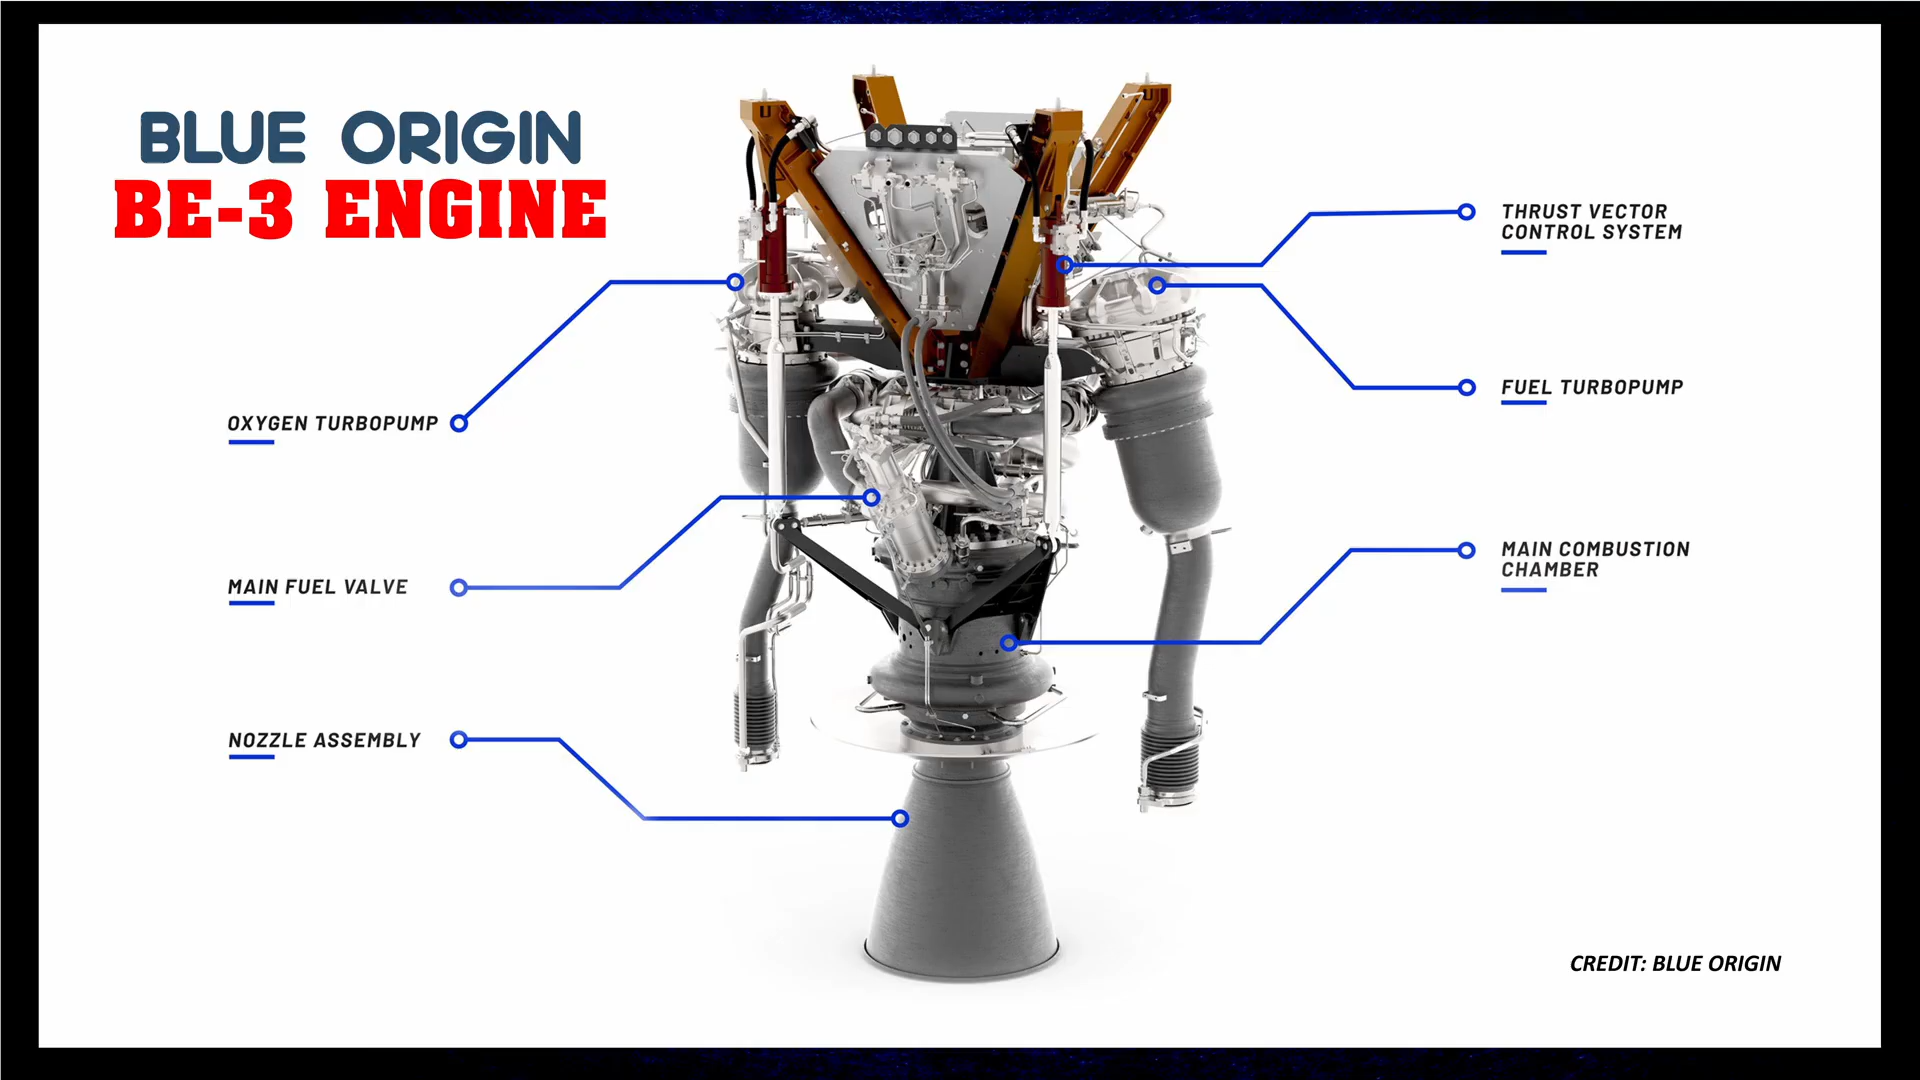 BLUE ORIGIN
BE-3 ENGINE
THRUST VECTOR
CONTROL SYSTEM
FUEL TURBOPUMP
OXYGEN TURBOPUMP
MAIN COMBUSTION
CHAMBER
MAIN FUEL VALVE
NOZZLE ASSEMBLY
CREDIT: BLUE ORIGIN